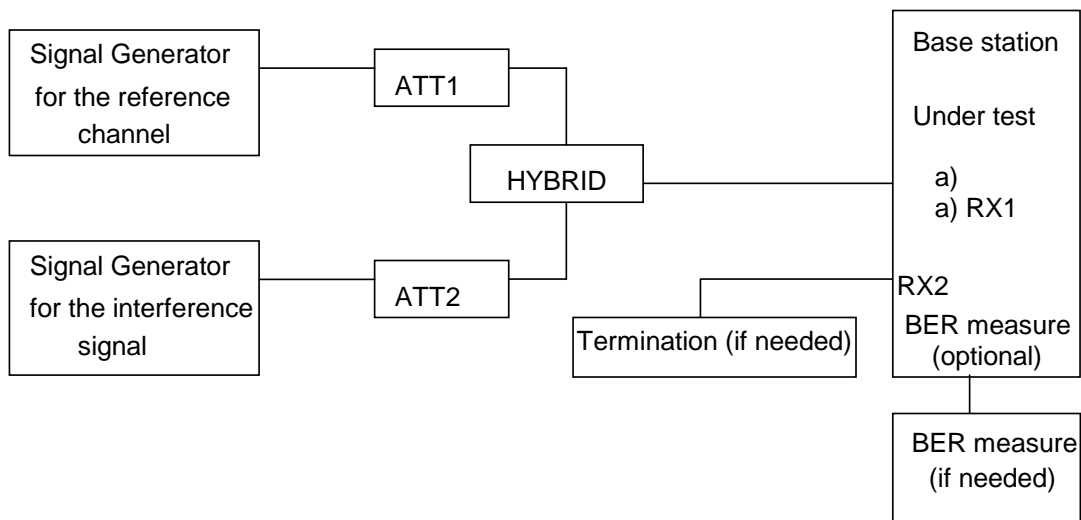 Signal Generator
for the reference
channel
ATT1
HYBRID
Signal Generator
for the interference
signal
ATT2
Termination (if needed)
Base station
Under test
a)
a) RX1
RX2
BER measure
(optional)
BER measure
(if needed)